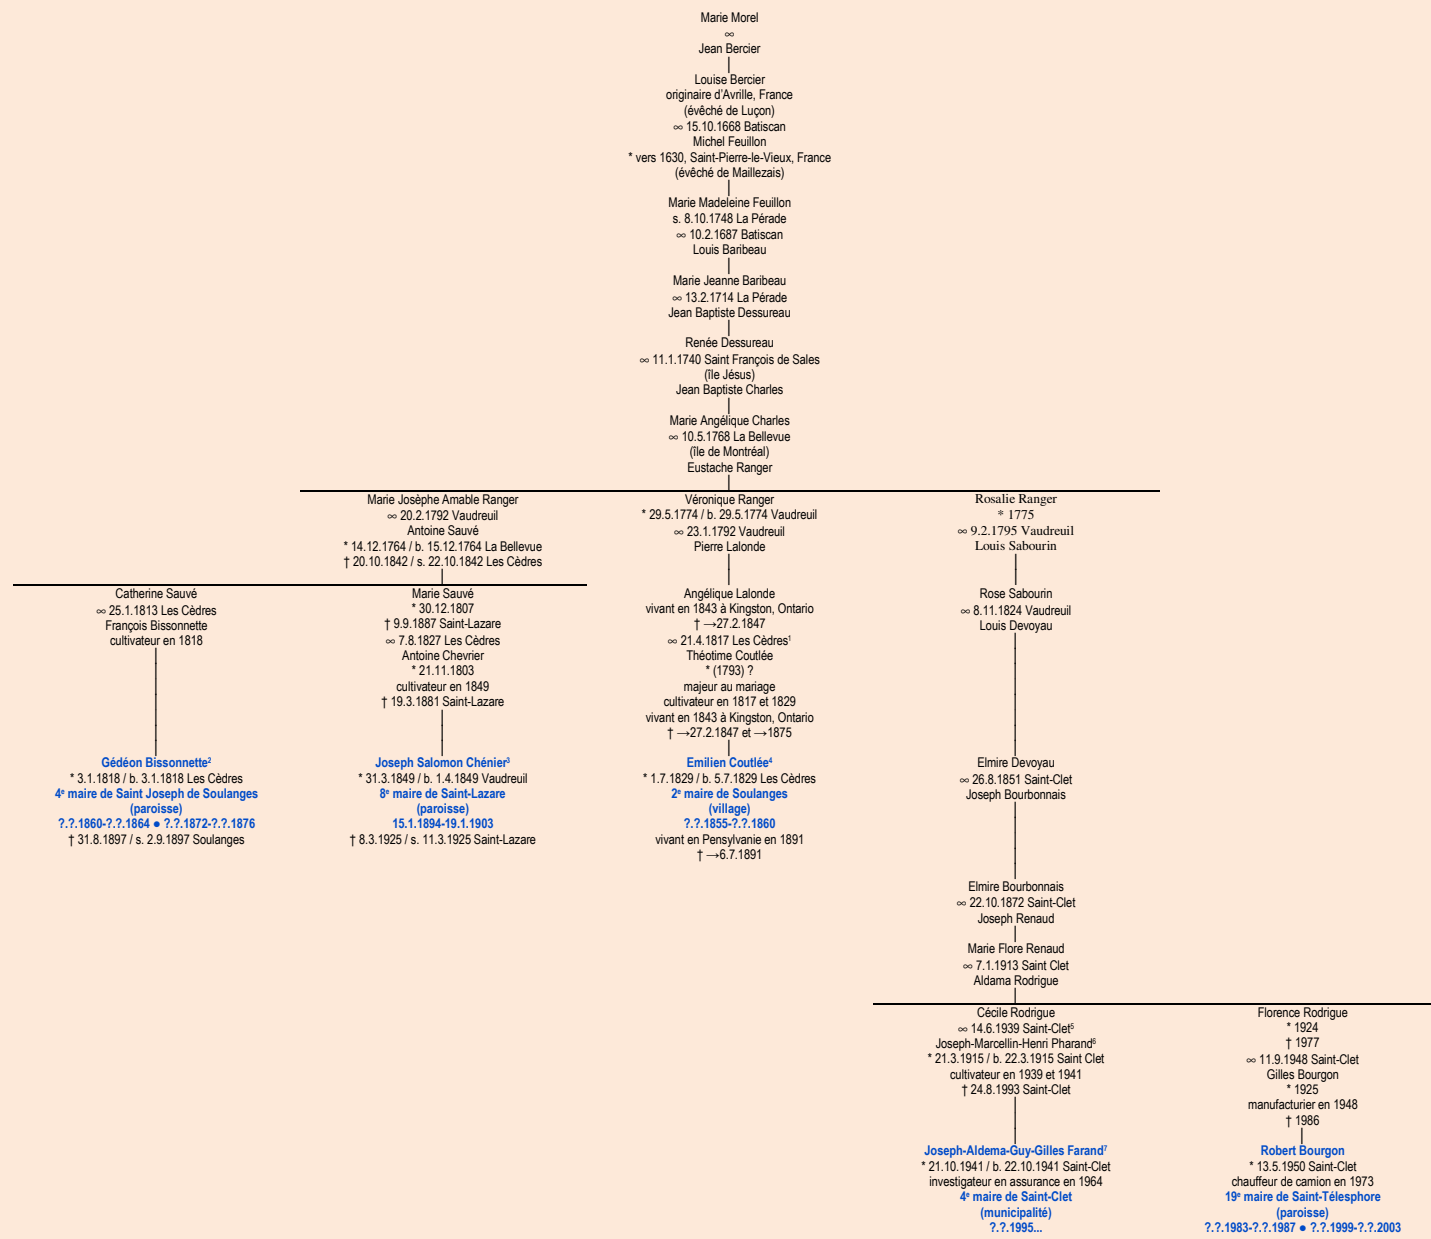 Marie Morel
∞
Jean Bercier
Louise Bercier
originaire d'Avrille, France
(évêché de Luçon)
∞ 15.10.1668 Batiscan
Michel Feuillon
* vers 1630, Saint-Pierre-le-Vieux, France
(évêché de Maillezais)
Marie Madeleine Feuillon
s. 8.10.1748 La Pérade
∞ 10.2.1687 Batiscan
Louis Baribeau
Marie Jeanne Baribeau
∞ 13.2.1714 La Pérade
Jean Baptiste Dessureau
Renée Dessureau
∞ 11.1.1740 Saint François de Sales
(île Jésus)
Jean Baptiste Charles
Marie Angélique Charles
∞ 10.5.1768 La Bellevue
(île de Montréal)
Eustache Ranger
Marie Josèphe Amable Ranger
∞ 20.2.1792 Vaudreuil
Antoine Sauvé
* 14.12.1764 / b. 15.12.1764 La Bellevue
† 20.10.1842 / s. 22.10.1842 Les Cèdres
Véronique Ranger
* 29.5.1774 / b. 29.5.1774 Vaudreuil
∞ 23.1.1792 Vaudreuil
Pierre Lalonde
Rosalie Ranger
* 1775
∞ 9.2.1795 Vaudreuil
Louis Sabourin
Catherine Sauvé
∞ 25.1.1813 Les Cèdres
François Bissonnette
cultivateur en 1818
Marie Sauvé
* 30.12.1807
† 9.9.1887 Saint-Lazare
∞ 7.8.1827 Les Cèdres
Antoine Chevrier
* 21.11.1803
cultivateur en 1849
† 19.3.1881 Saint-Lazare
Angélique Lalonde
vivant en 1843 à Kingston, Ontario
† →27.2.1847
∞ 21.4.1817 Les Cèdres¹
Théotime Coutlée
* (1793) ?
majeur au mariage
cultivateur en 1817 et 1829
vivant en 1843 à Kingston, Ontario
† →27.2.1847 et →1875
Rose Sabourin
∞ 8.11.1824 Vaudreuil
Louis Devoyau
Gédéon Bissonnette²
* 3.1.1818 / b. 3.1.1818 Les Cèdres
4ᵉ maire de Saint Joseph de Soulanges
(paroisse)
?.?.1860-?.?.1864 ● ?.?.1872-?.?.1876
† 31.8.1897 / s. 2.9.1897 Soulanges
Joseph Salomon Chénier³
* 31.3.1849 / b. 1.4.1849 Vaudreuil
8ᵉ maire de Saint-Lazare
(paroisse)
15.1.1894-19.1.1903
† 8.3.1925 / s. 11.3.1925 Saint-Lazare
Emilien Coutlée⁴
* 1.7.1829 / b. 5.7.1829 Les Cèdres
2ᵉ maire de Soulanges
(village)
?.?.1855-?.?.1860
vivant en Pensylvanie en 1891
† →6.7.1891
Elmire Devoyau
∞ 26.8.1851 Saint-Clet
Joseph Bourbonnais
Elmire Bourbonnais
∞ 22.10.1872 Saint-Clet
Joseph Renaud
Marie Flore Renaud
∞ 7.1.1913 Saint Clet
Aldama Rodrigue
Cécile Rodrigue
∞ 14.6.1939 Saint-Clet⁵
Joseph-Marcellin-Henri Pharand⁶
* 21.3.1915 / b. 22.3.1915 Saint Clet
cultivateur en 1939 et 1941
† 24.8.1993 Saint-Clet
Florence Rodrigue
* 1924
† 1977
∞ 11.9.1948 Saint-Clet
Gilles Bourgon
* 1925
manufacturier en 1948
† 1986
Joseph-Aldema-Guy-Gilles Farand⁷
* 21.10.1941 / b. 22.10.1941 Saint-Clet
investigateur en assurance en 1964
4ᵉ maire de Saint-Clet
(municipalité)
?.?.1995...
Robert Bourgon
* 13.5.1950 Saint-Clet
chauffeur de camion en 1973
19ᵉ maire de Saint-Télesphore
(paroisse)
?.?.1983-?.?.1987 ● ?.?.1999-?.?.2003